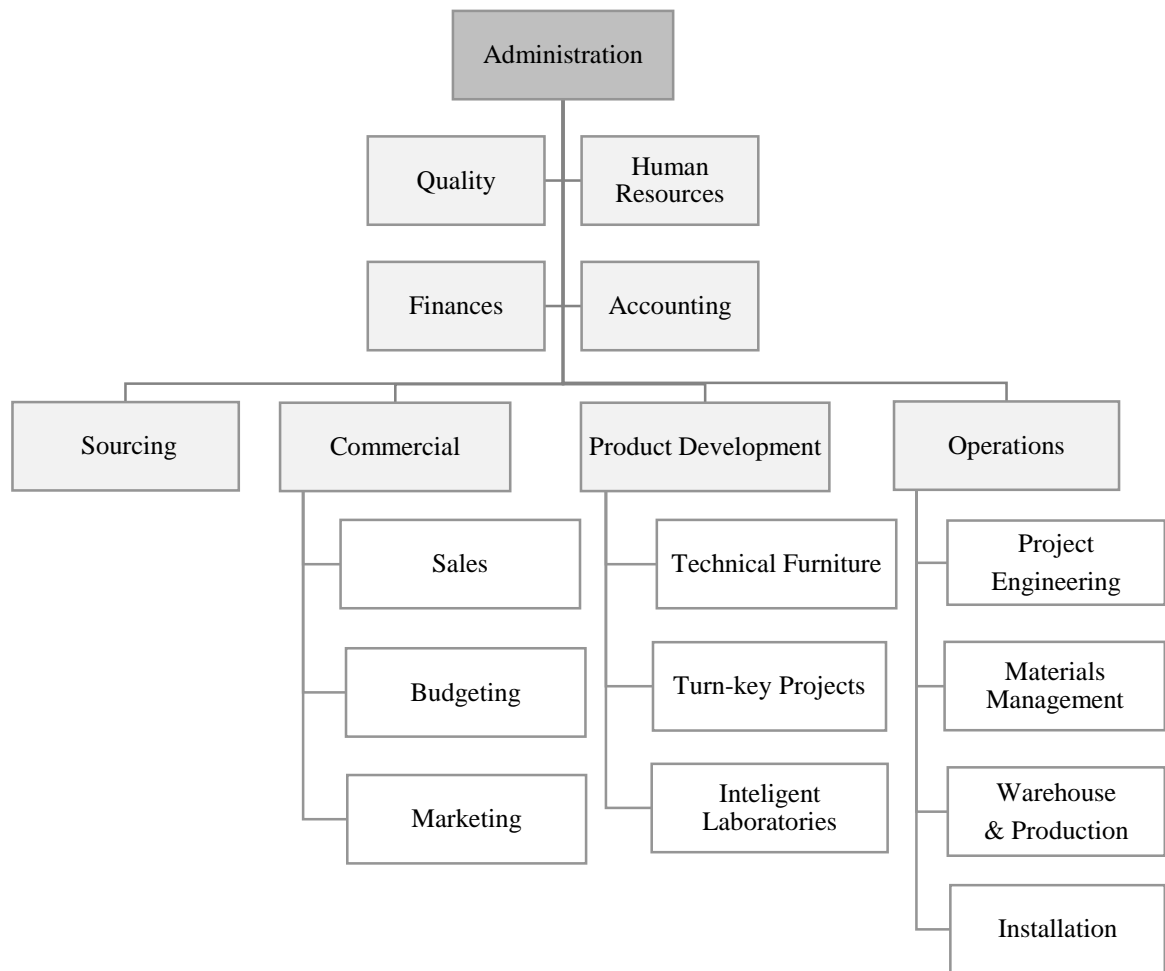 Administration
Quality
Human
Resources
Finances
Accounting
Sourcing
Commercial
Product Development
Operations
Sales
Technical Furniture
Project
Engineering
Budgeting
Turn-key Projects
Materials
Management
Marketing
Inteligent
Laboratories
Warehouse
& Production
Installation